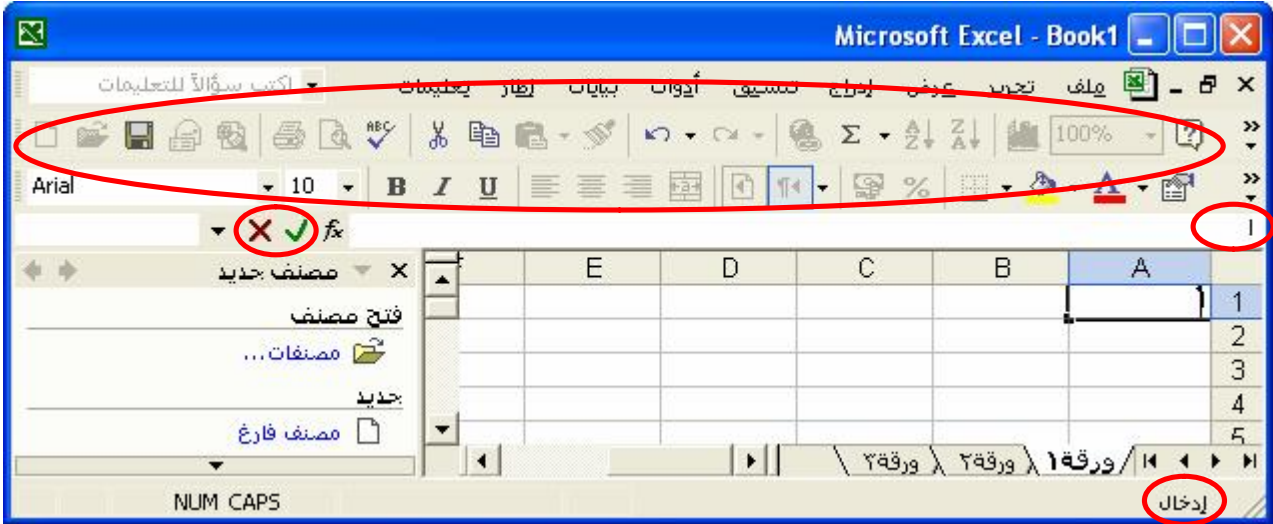 Microsoft Excel - Book1
ملف تحرير عرض إدراج تنسيق أدوات بيانات إطار تعليمات اكتب سؤالاً للتعليمات
ABC Σ 100%
Arial 10 B I U %
fx ا
مصنف جديد
A B C D E
فتح مصنف
مصنفات...
جديد
مصنف فارغ
ا 1
2
3
4
5
ورقة١ ورقة٢ ورقة٣
إدخال NUM CAPS